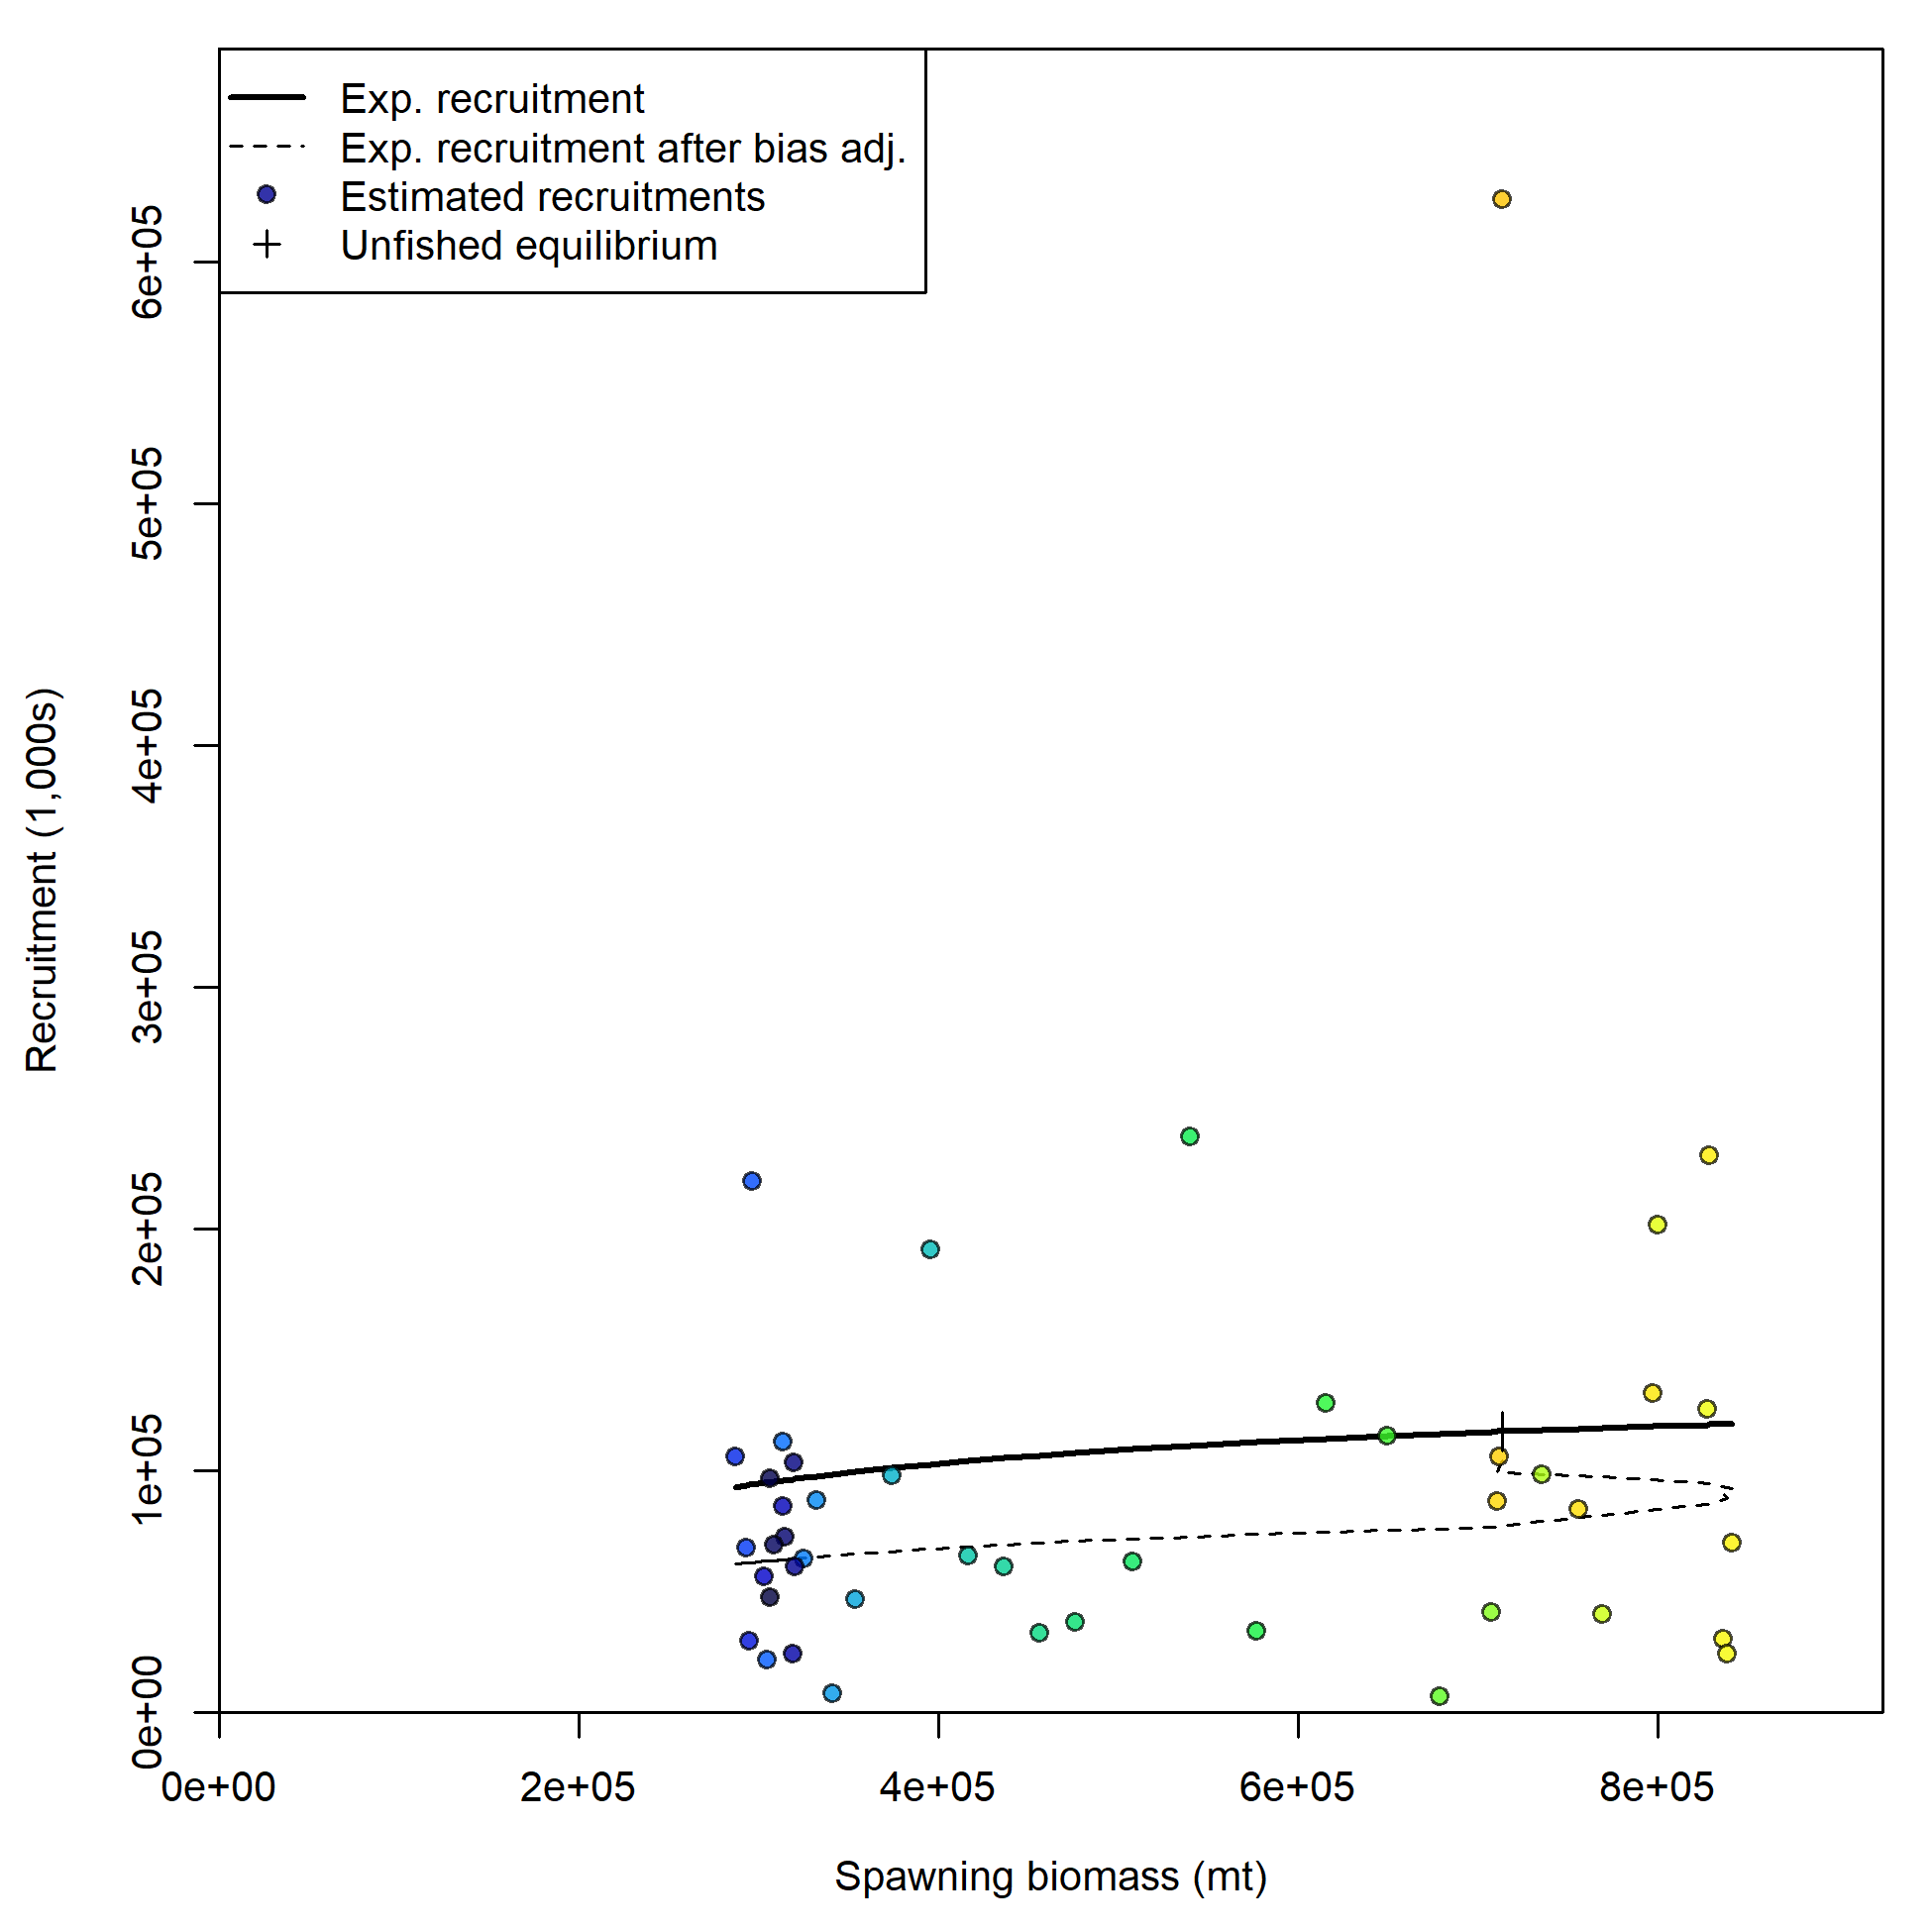 Exp. recruitment
Exp. recruitment after bias adj.
Estimated recruitments
Unfished equilibrium
6e+05
5e+05
4e+05
3e+05
2e+05
1e+05
0e+00
Recruitment (1,000s)
0e+00 2e+05 4e+05 6e+05 8e+05
Spawning biomass (mt)